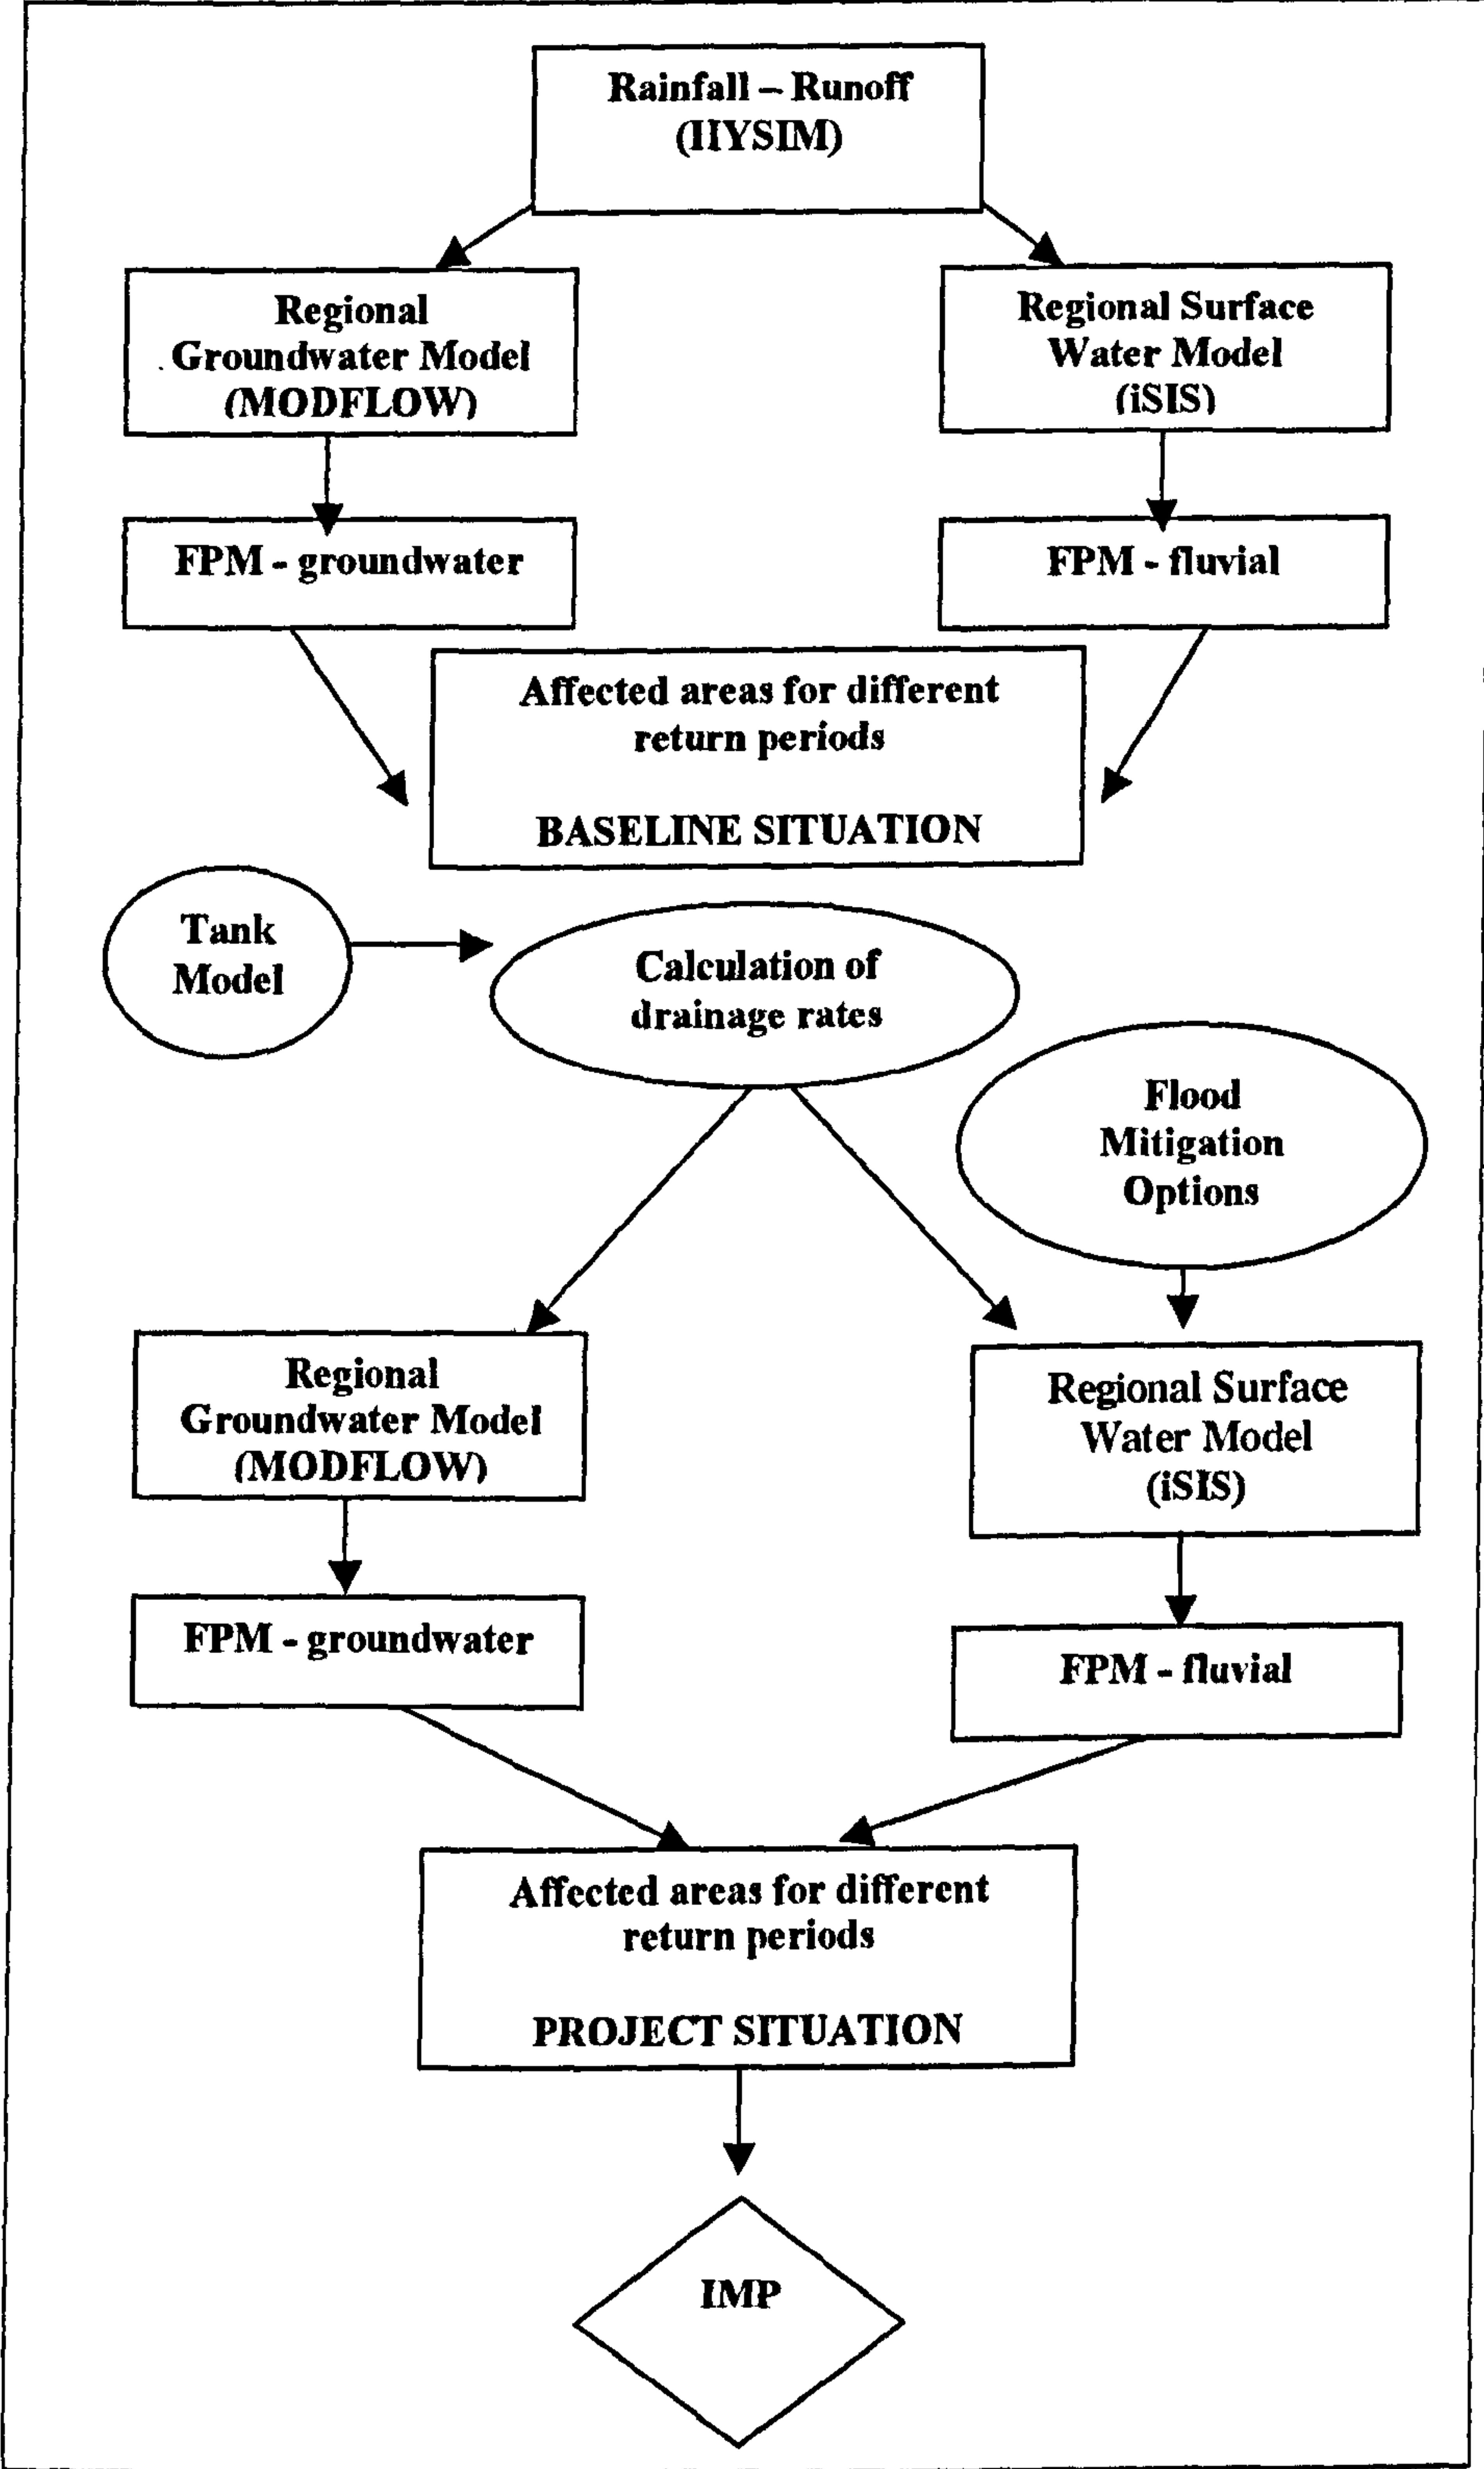 Rainfall – Runoff
(HYSIM)
Regional
Groundwater Model
(MODFLOW)
Regional Surface
Water Model
(iSIS)
FPM - groundwater
FPM - fluvial
Affected areas for different
return periods
BASELINE SITUATION
Tank
Model
Calculation of
drainage rates
Flood
Mitigation
Options
Regional
Groundwater Model
(MODFLOW)
Regional Surface
Water Model
(iSIS)
FPM - groundwater
FPM - fluvial
Affected areas for different
return periods
PROJECT SITUATION
IMP